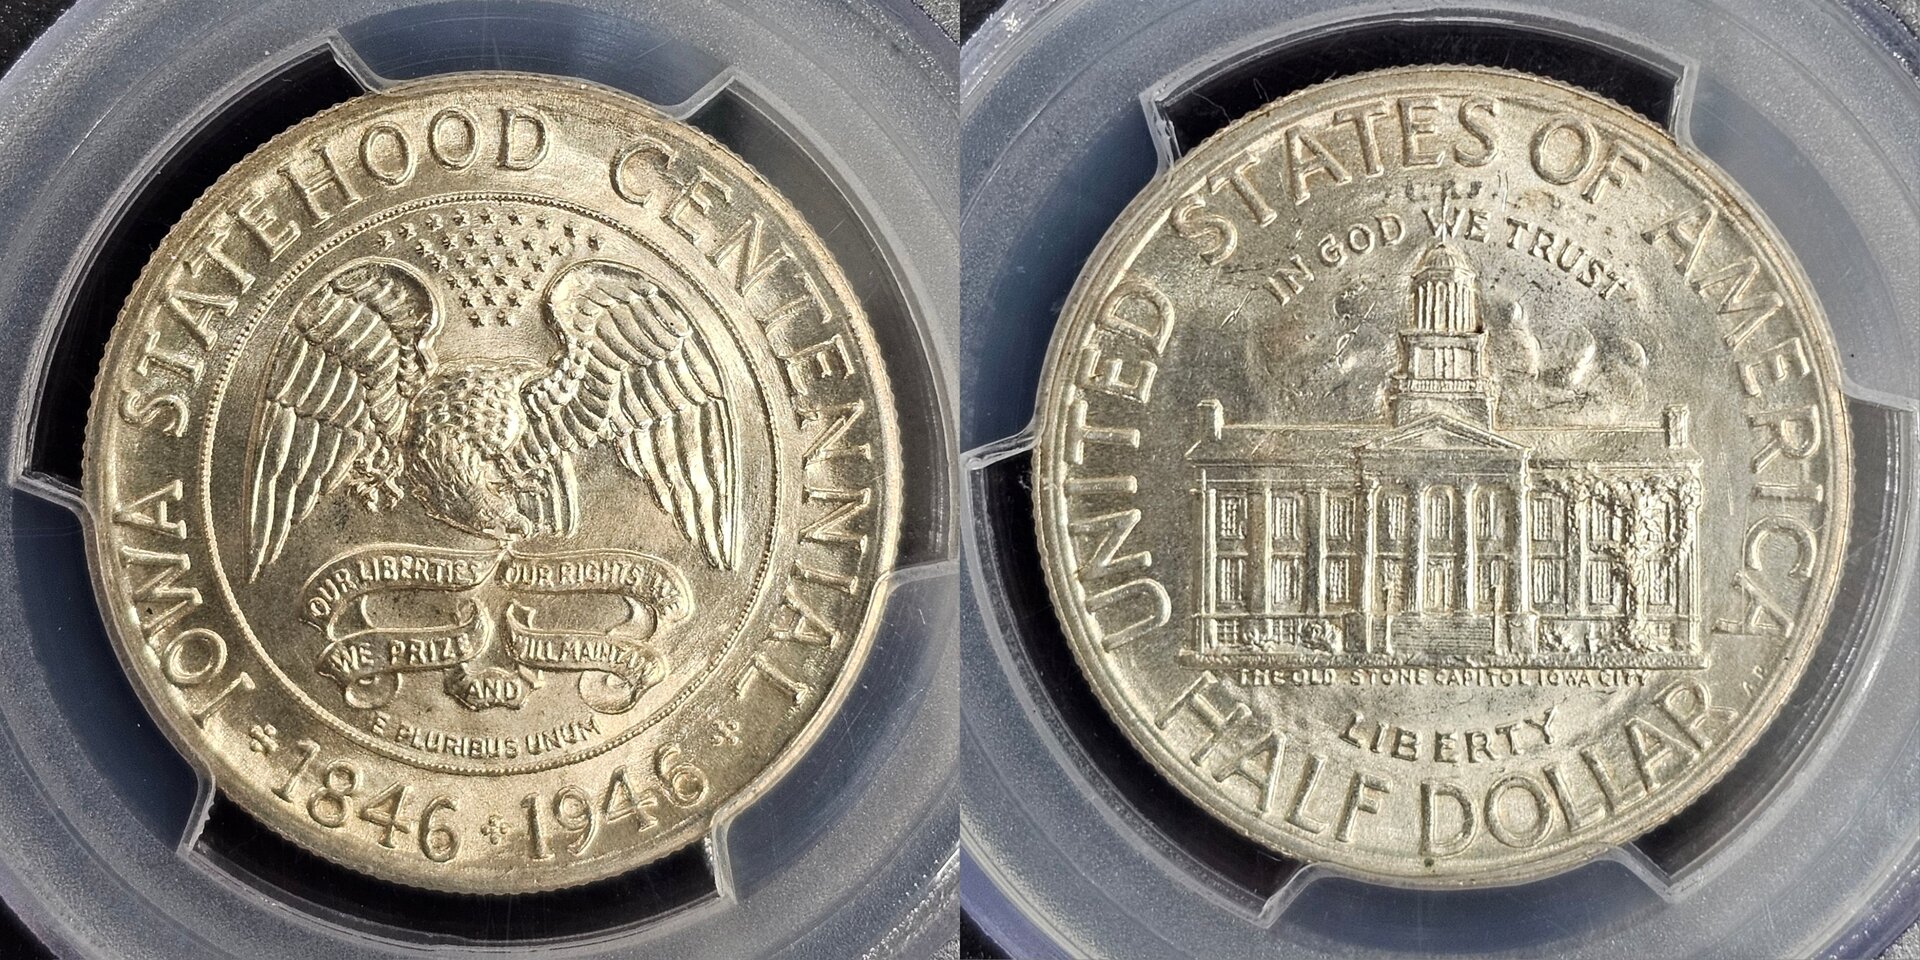 IOWA STATEHOOD CENTENNIAL
OUR LIBERTIES OUR RIGHTS WE
WE PRIZE WILL MAINTAIN
AND
E PLURIBUS UNUM
1846 1946
UNITED STATES OF AMERICA
IN GOD WE TRUST
THE OLD STONE CAPITOL IOWA CITY
LIBERTY
HALF DOLLAR